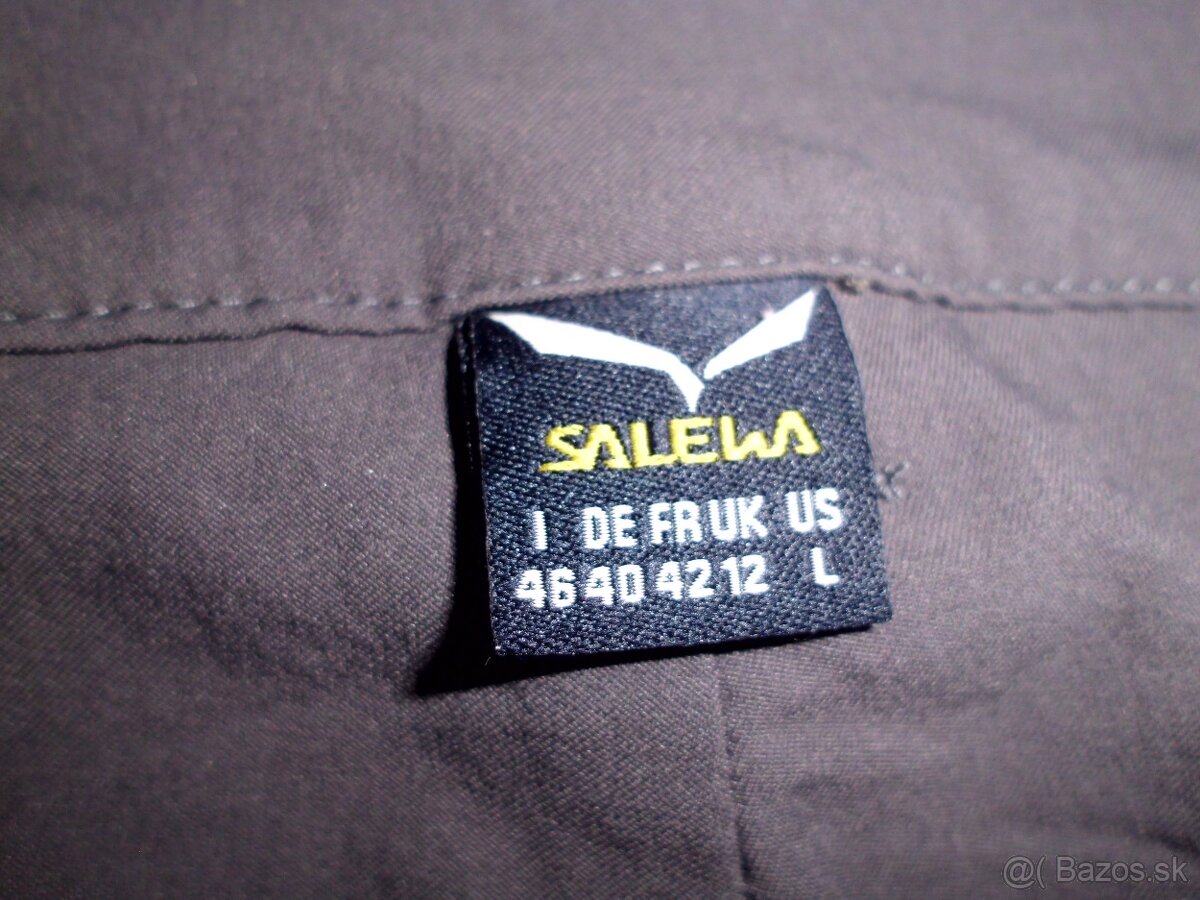 SALEWA
I DE FR UK US
46 40 42 12 L
@( Bazos.sk